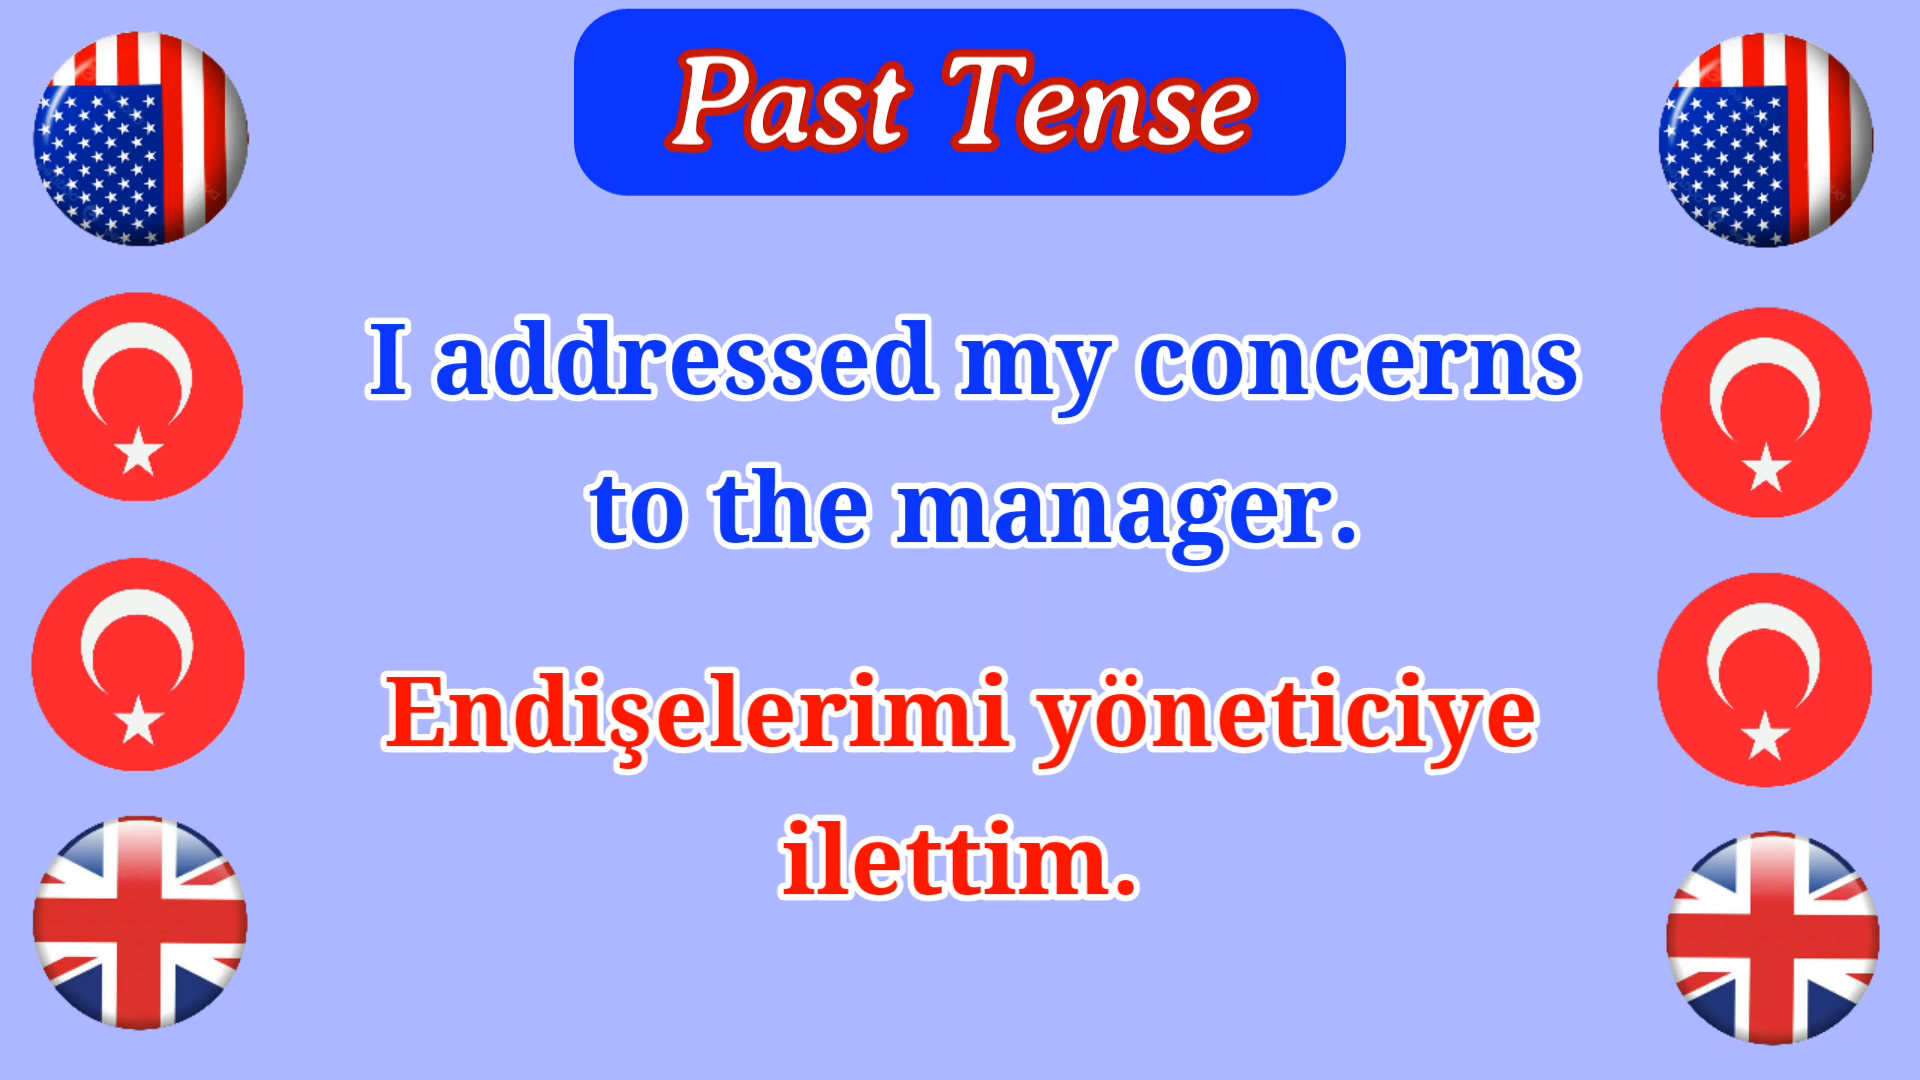 Past Tense
I addressed my concerns
to the manager.
Endişelerimi yöneticiye
ilettim.